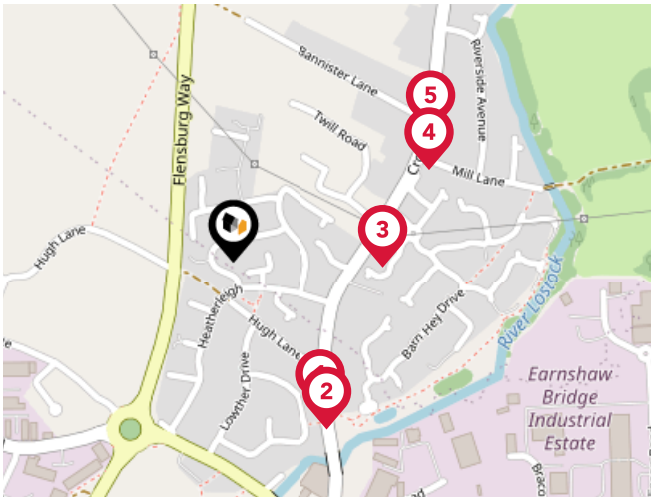 Bannister Lane
Riverside Avenue
Flensburg Way
5
Twill Road
4
Mill Lane
3
Hugh Lane
Heatherleigh
River Lostock
Hugh Lane
Barn Hey Drive
Lowther Drive
2
Earnshaw
Bridge
Industrial
Estate